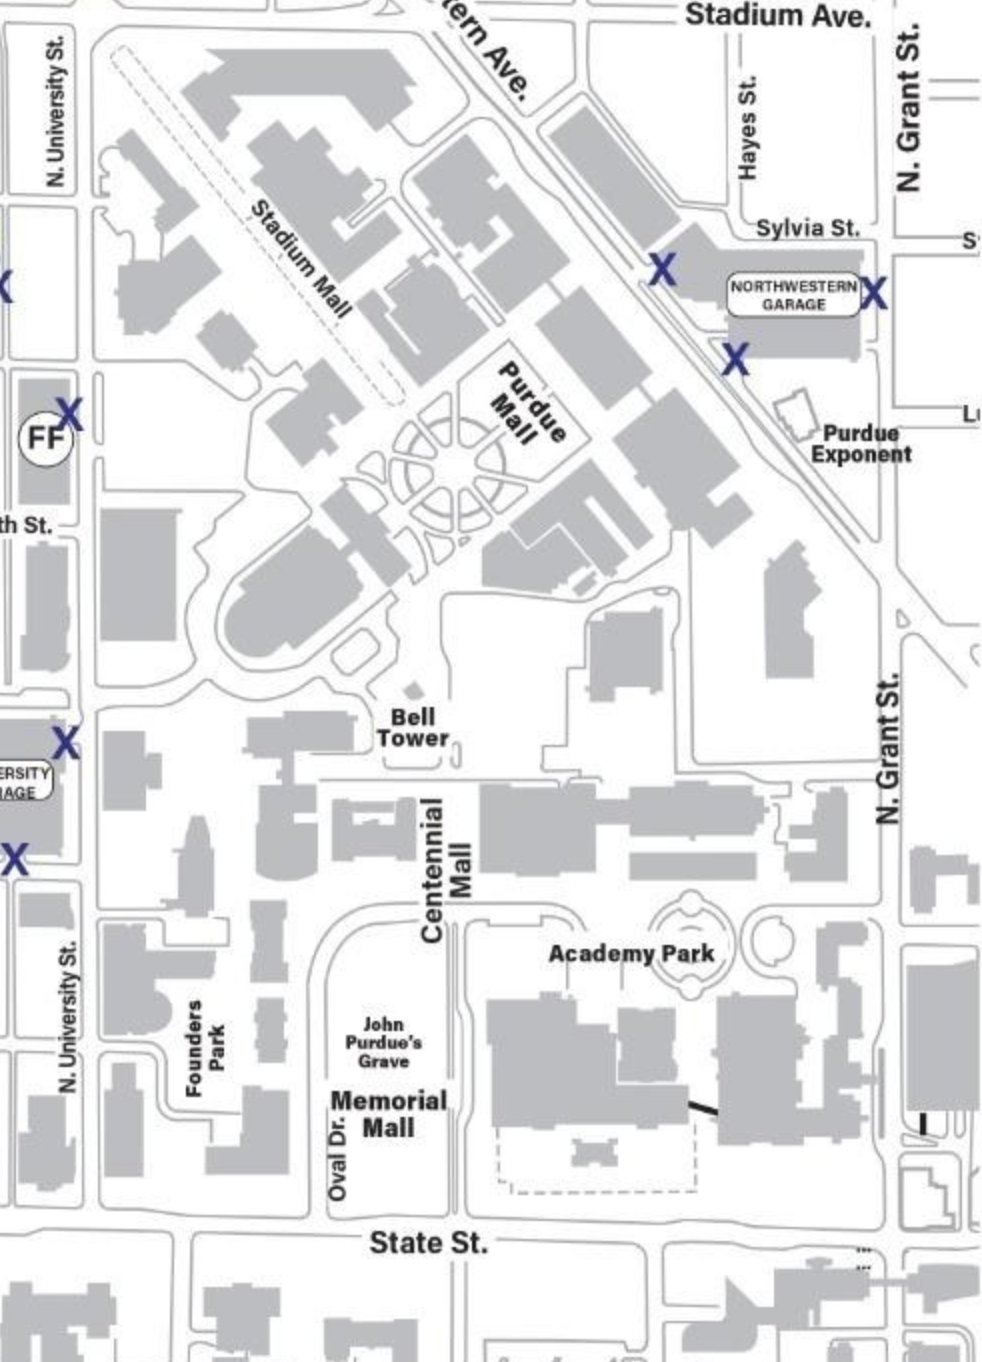 Stadium Ave.
tern Ave.
N. University St.
Hayes St.
N. Grant St.
Sylvia St.
S
X
X
NORTHWESTERN
GARAGE
X
X
X
Stadium Mall
Purdue
Mall
X
FF
Purdue
Exponent
L
th St.
Bell
Tower
N. Grant St.
X
ERSITY
AGE
X
Centennial
Mall
Academy Park
N. University St.
Founders
Park
John
Purdue's
Grave
Memorial
Mall
Oval Dr.
State St.